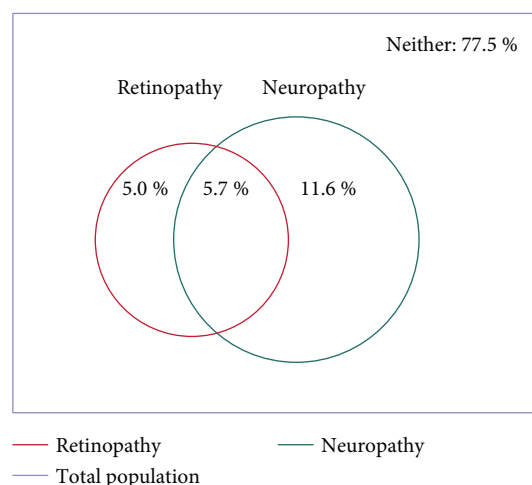 Neither: 77.5 %
Retinopathy Neuropathy
5.0 % 5.7 % 11.6 %
Retinopathy Neuropathy
Total population